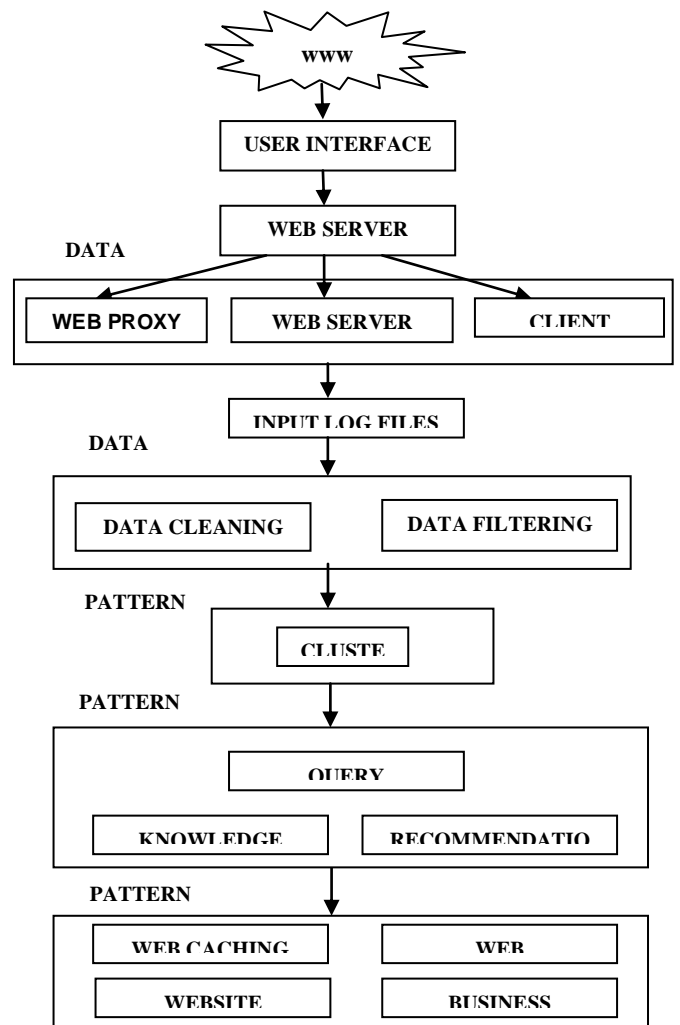 WWW
USER INTERFACE
WEB SERVER
DATA
WEB PROXY
WEB SERVER
CLIENT
INPUT LOG FILES
DATA
DATA CLEANING
DATA FILTERING
PATTERN
CLUSTE
PATTERN
QUERY
KNOWLEDGE
RECOMMENDATIO
PATTERN
WEB CACHING
WEB
WEBSITE
BUSINESS